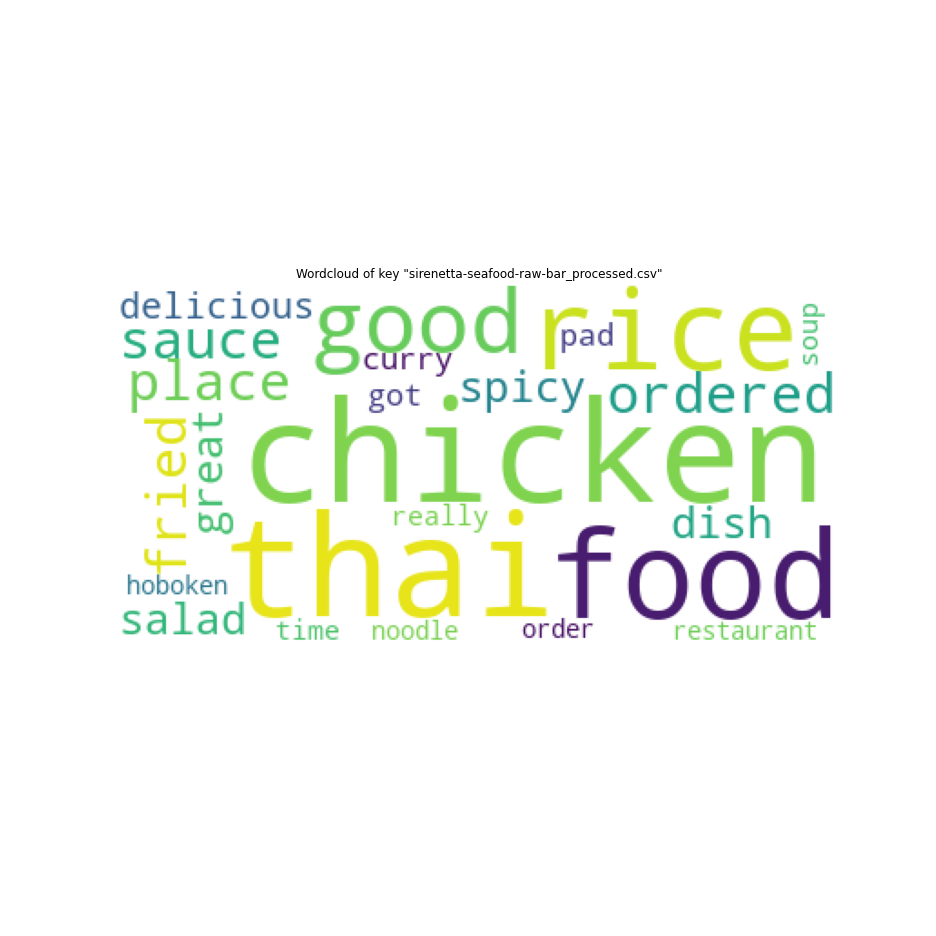 Wordcloud of key "sirenetta-seafood-raw-bar_processed.csv"
delicious good rice soup
sauce curry pad
place got spicy ordered
fried great chicken
really dish
hoboken thai food
salad time noodle order restaurant